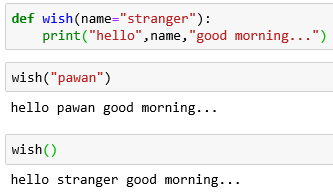 def wish(name="stranger"):
    print("hello",name,"good morning...")
wish("pawan")
hello pawan good morning...
wish()
hello stranger good morning...